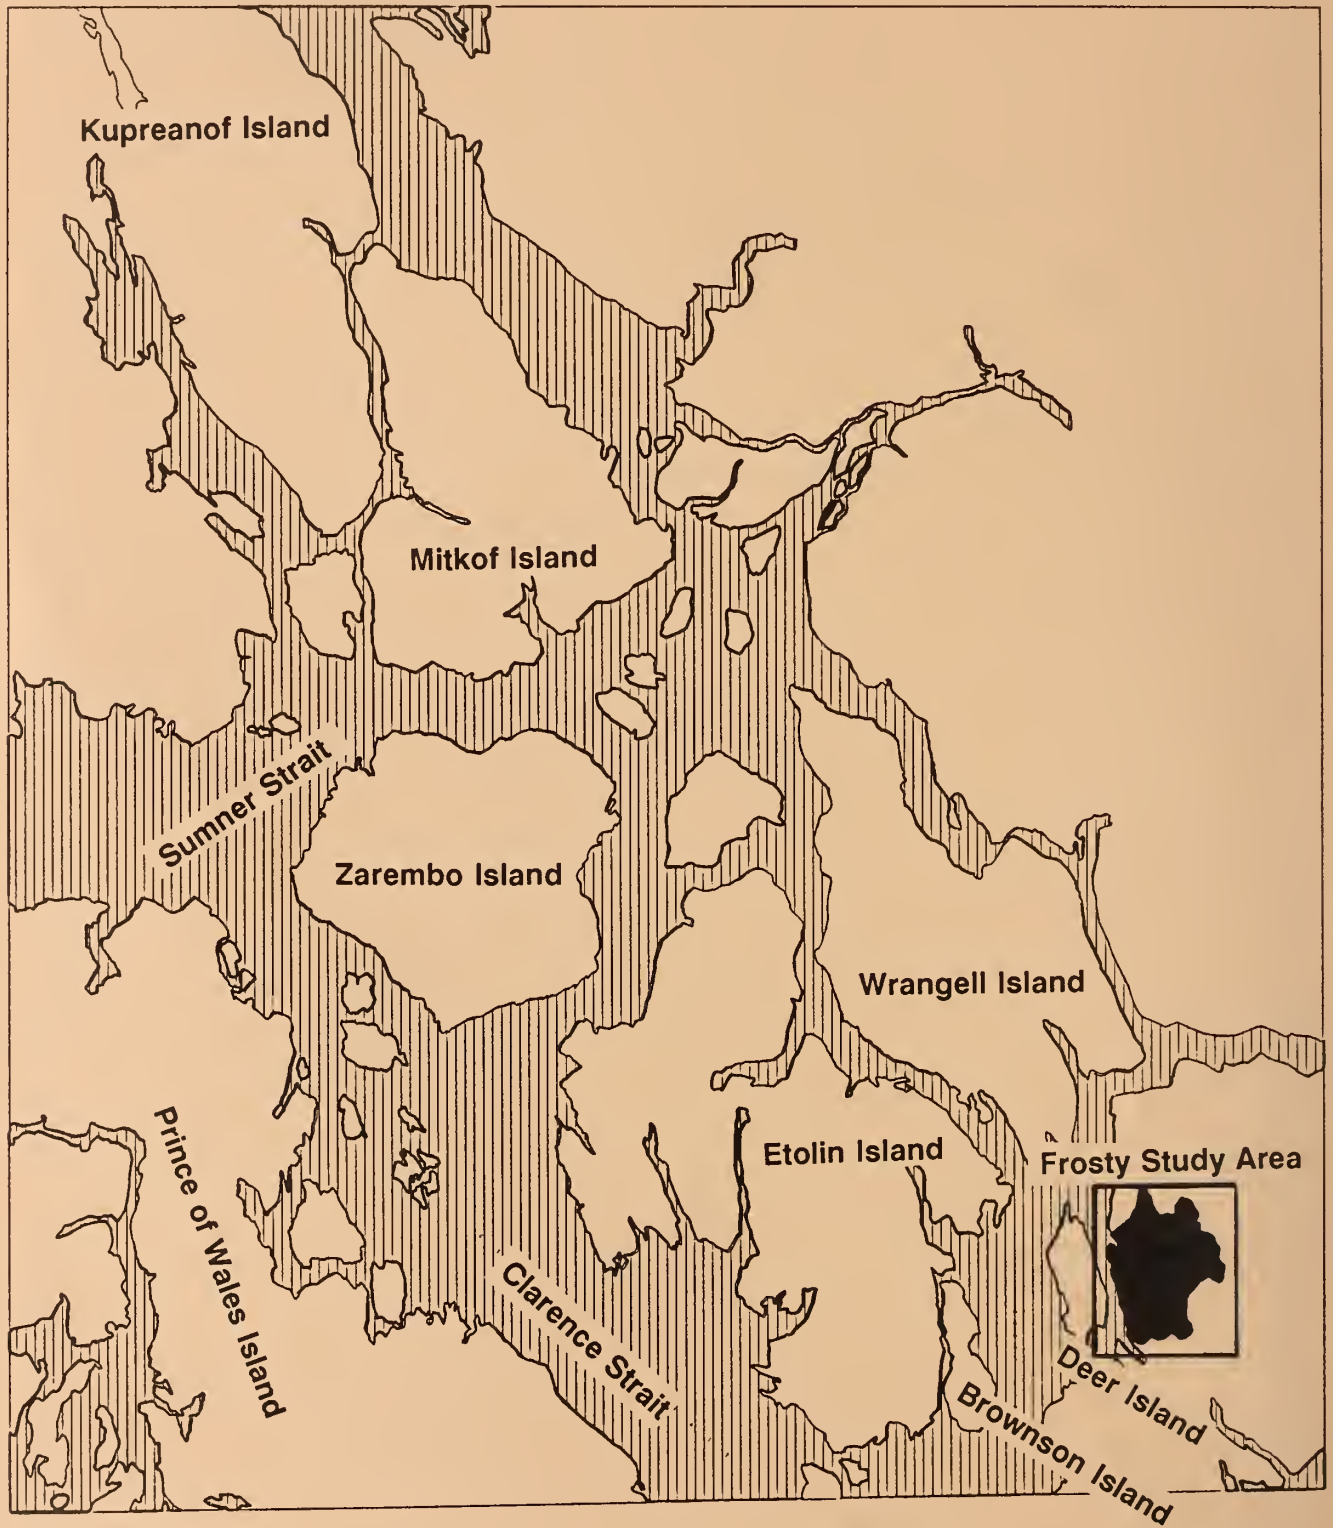 Kupreanof Island
Mitkof Island
Sumner Strait
Zarembo Island
Wrangell Island
Prince of Wales Island
Etolin Island
Frosty Study Area
Clarence Strait
Deer Island
Brownson Island